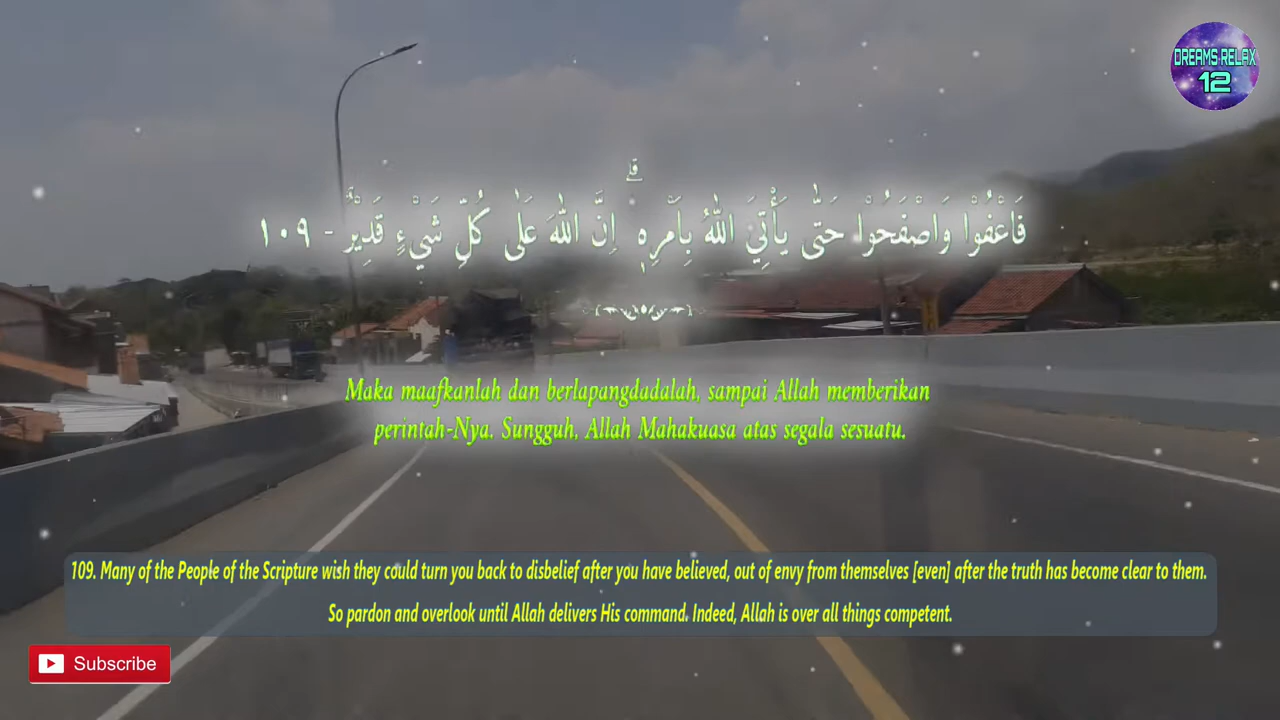 DREAMS RELAX
12
فَاعْفُوْا وَاصْفَحُوْا حَتّٰى يَأْتِيَ اللّٰهُ بِاَمْرِهٖ ۗ اِنَّ اللّٰهَ عَلٰى كُلِّ شَيْءٍ قَدِيْرٌ - ١٠٩
Maka maafkanlah dan berlapangdadalah, sampai Allah memberikan
perintah-Nya. Sungguh, Allah Mahakuasa atas segala sesuatu.
109. Many of the People of the Scripture wish they could turn you back to disbelief after you have believed, out of envy from themselves [even] after the truth has become clear to them.
So pardon and overlook until Allah delivers His command. Indeed, Allah is over all things competent.
Subscribe